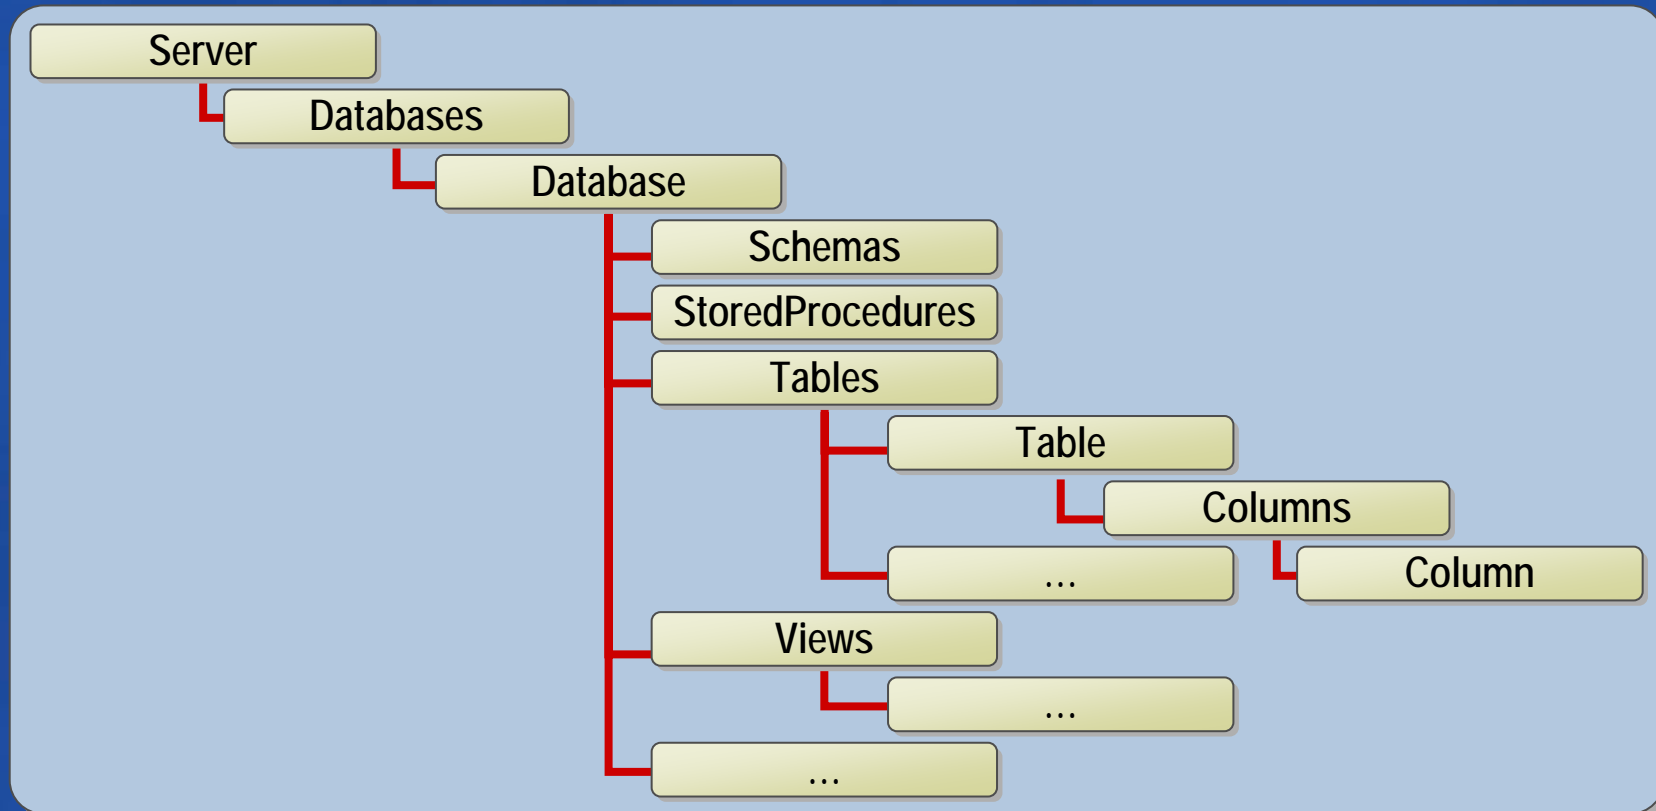 Server
Databases
Database
Schemas
StoredProcedures
Tables
Table
Columns
Column
...
Views
...
...